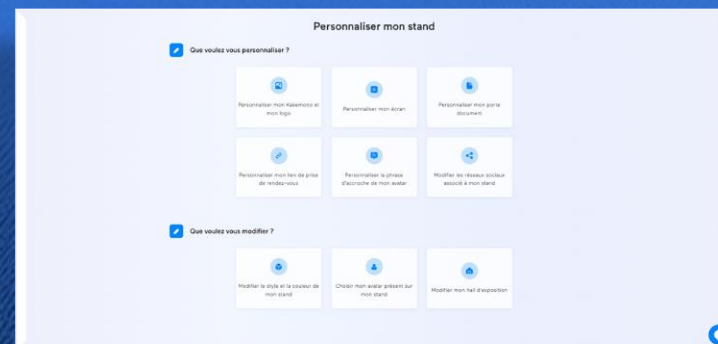 Personnaliser mon stand
Que voulez vous personnaliser ?
Personnaliser mon Kakemono et
mon logo
Personnaliser mon écran
Personnaliser mon porte
document
Personnaliser mon lien de prise
de rendez-vous
Personnaliser la phrase
d'accroche de mon avatar
Modifier les réseaux sociaux
associé à mon stand
Que voulez vous modifier ?
Modifier le style et la couleur de
mon stand
Choisir mon avatar présent sur
mon stand
Modifier mon hall d'exposition